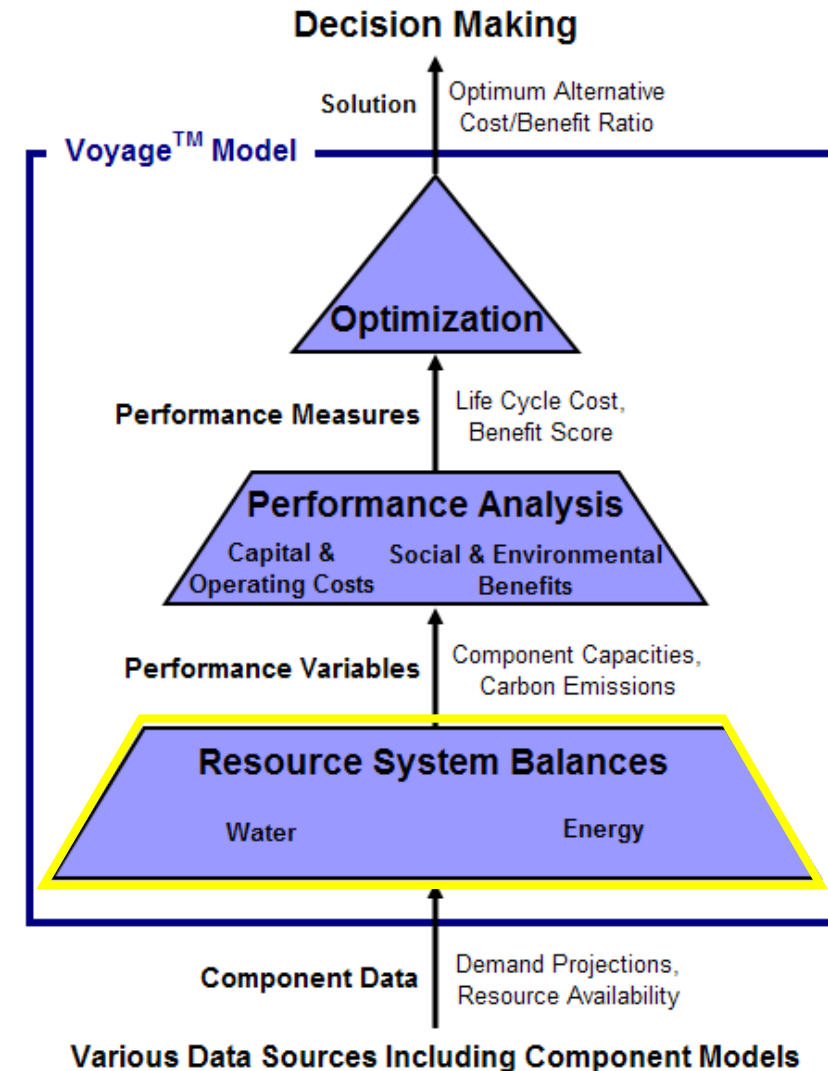 Decision Making
Solution
Optimum Alternative
Cost/Benefit Ratio
Voyage™ Model
Optimization
Performance Measures
Life Cycle Cost,
Benefit Score
Performance Analysis
Capital &
Operating Costs
Social & Environmental
Benefits
Performance Variables
Component Capacities,
Carbon Emissions
Resource System Balances
Water
Energy
Component Data
Demand Projections,
Resource Availability
Various Data Sources Including Component Models